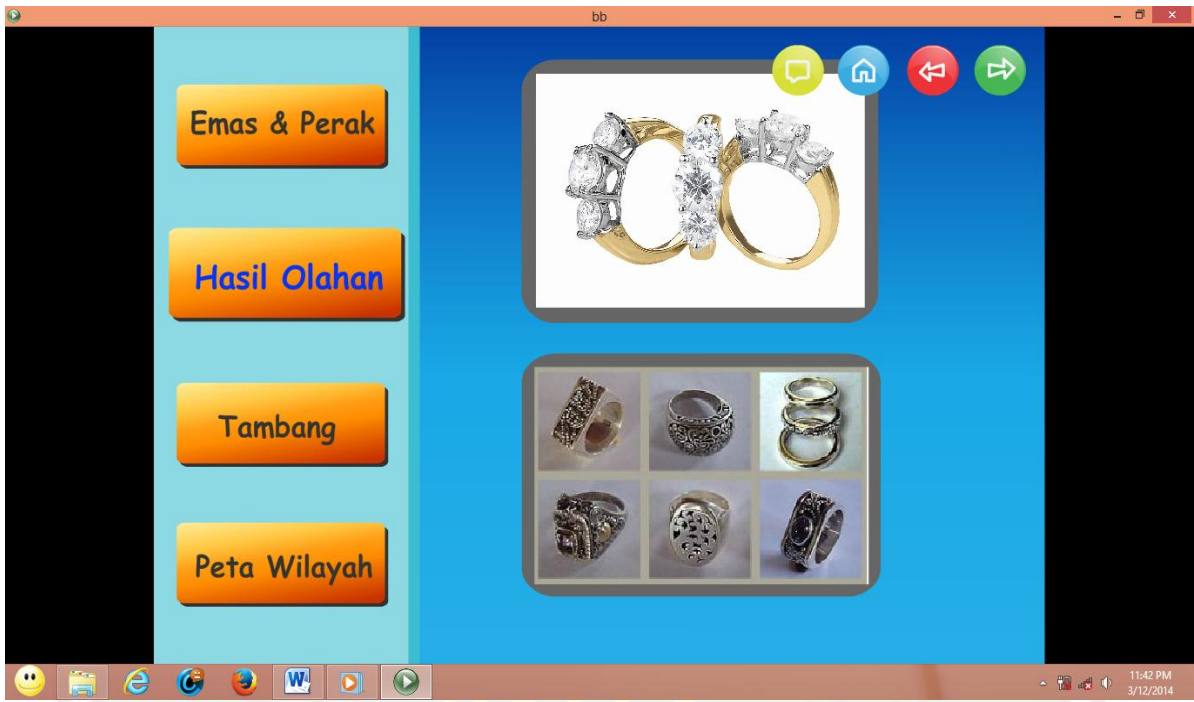 bb
Emas & Perak
Hasil Olahan
Tambang
Peta Wilayah
11:42 PM
3/12/2014